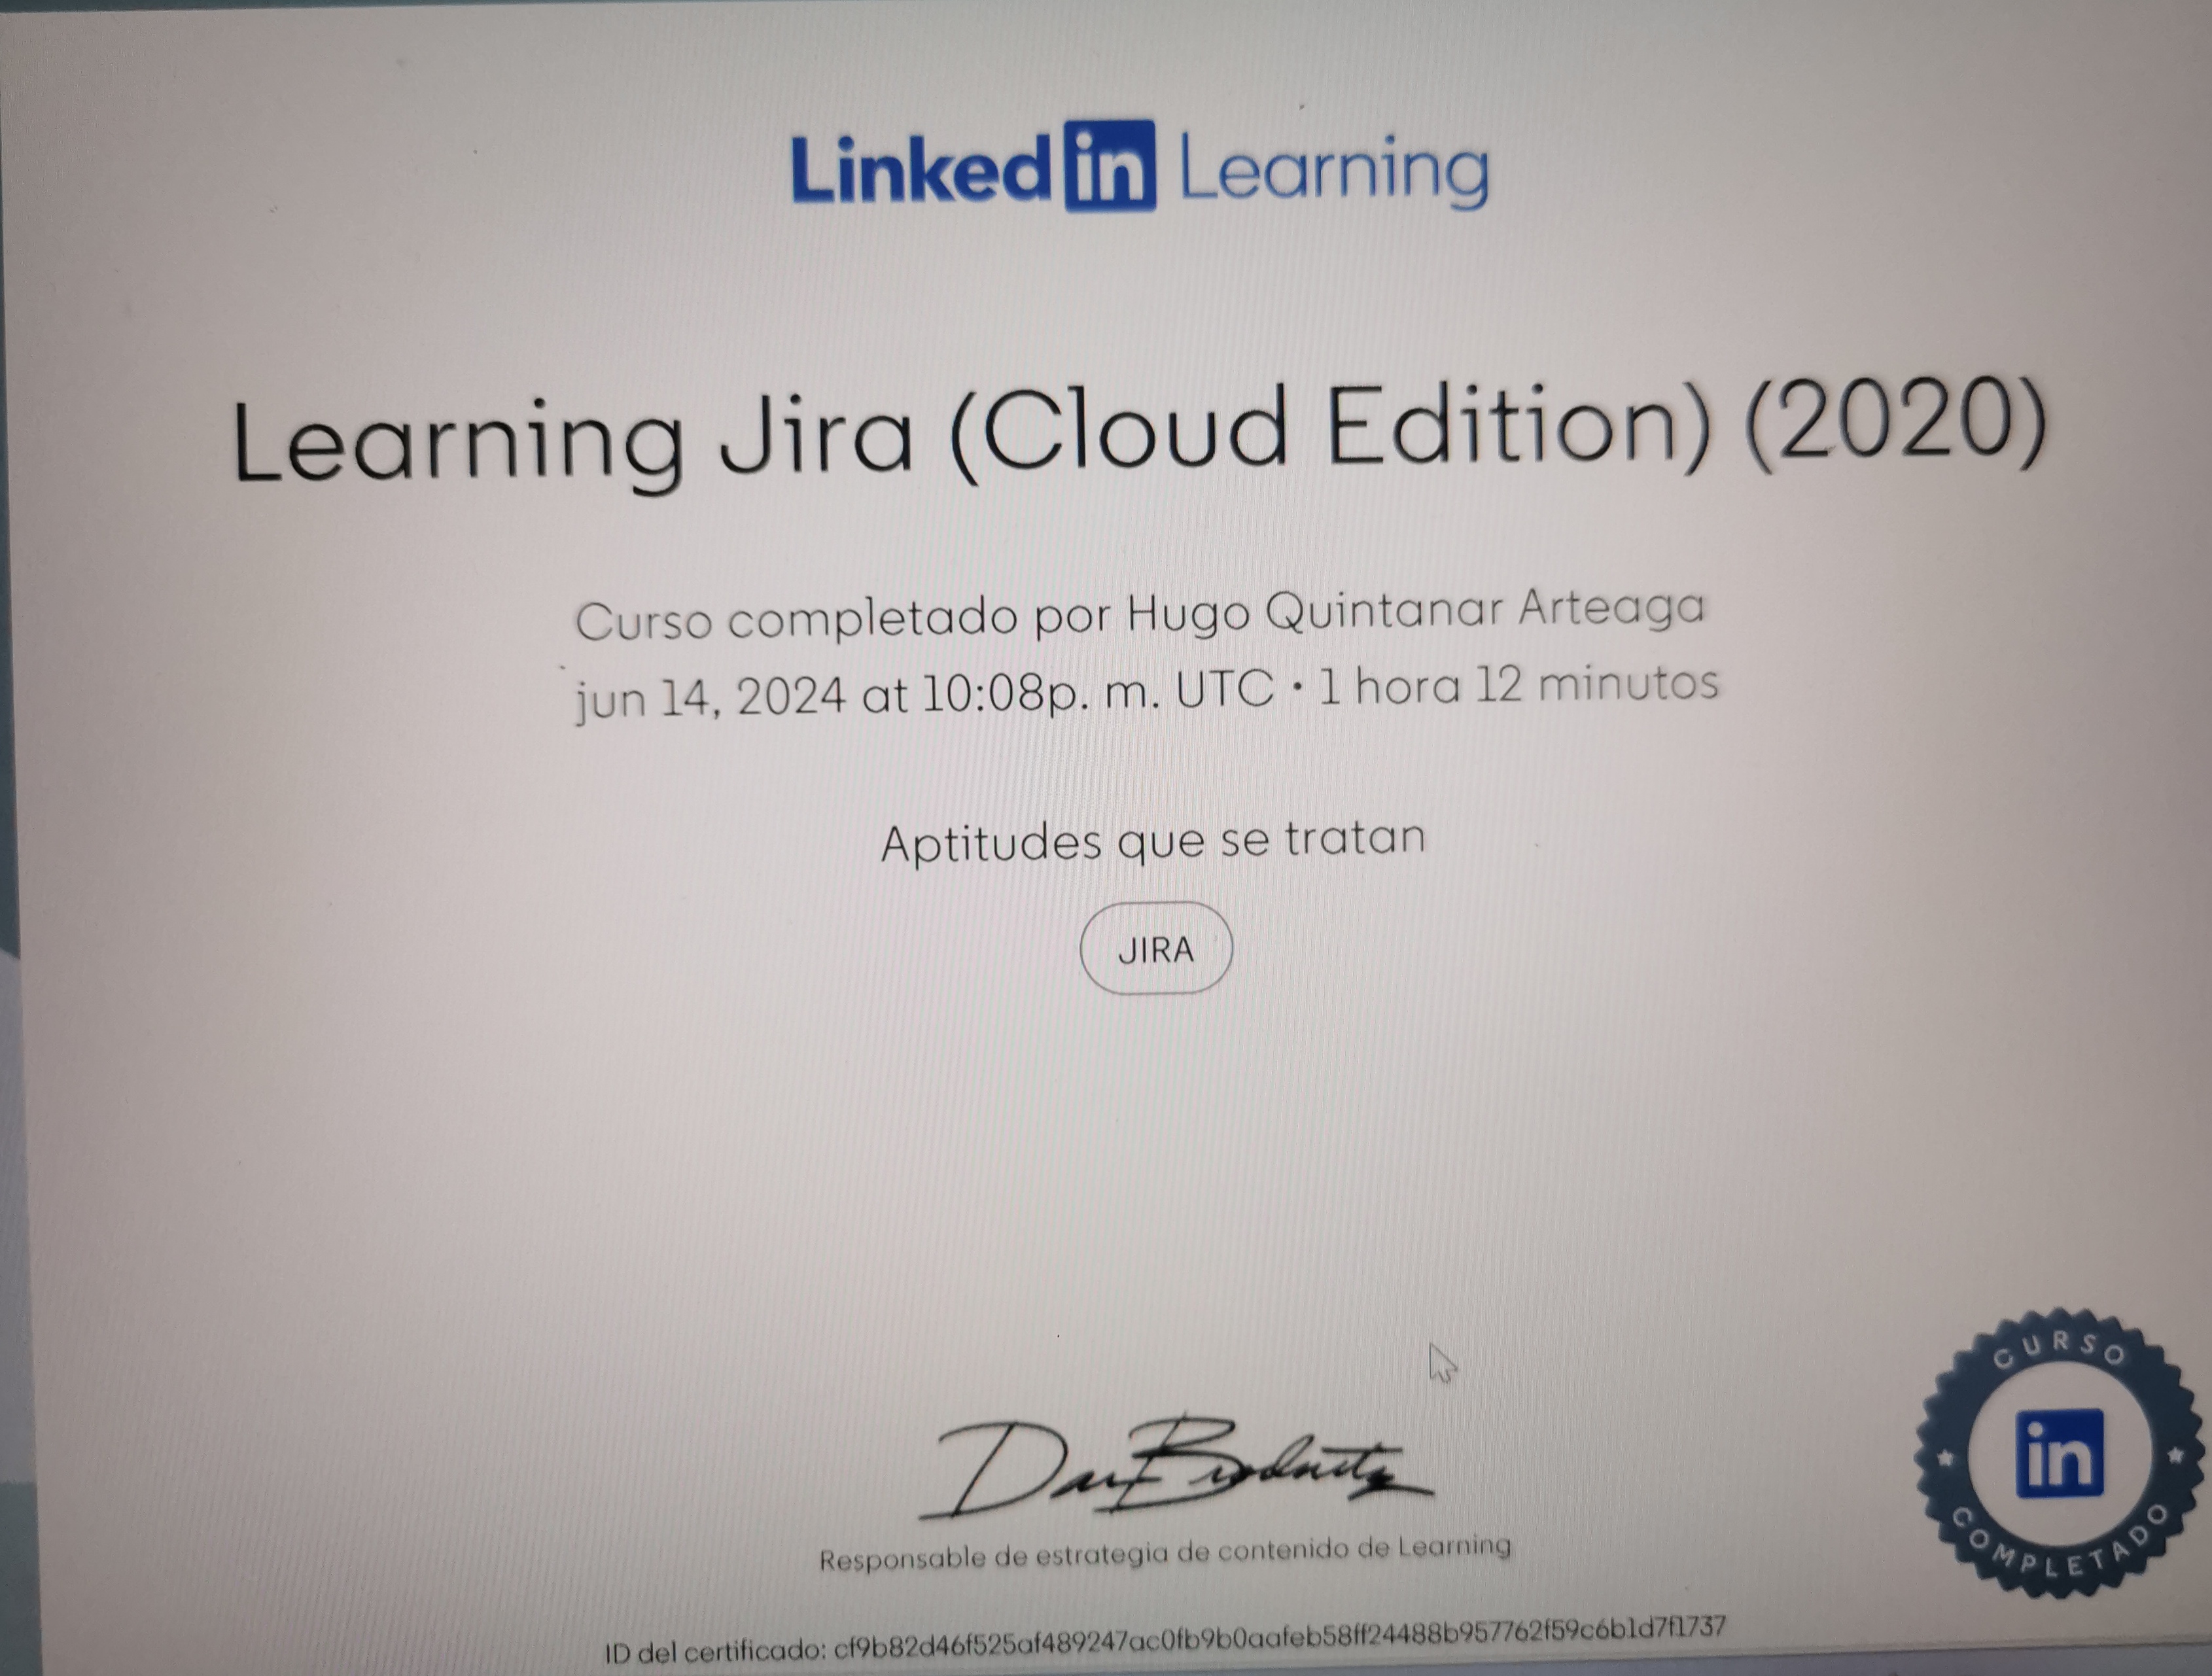 LinkedIn Learning
Learning Jira (Cloud Edition) (2020)
Curso completado por Hugo Quintanar Arteaga
jun 14, 2024 at 10:08p. m. UTC • 1 hora 12 minutos
Aptitudes que se tratan
JIRA
Responsable de estrategia de contenido de Learning
ID del certificado: cf9b82d46f525af489247ac0fb9b0aafeb58ff24488b957762f59c6b1d7f1737
CURSO
in
COMPLETADO